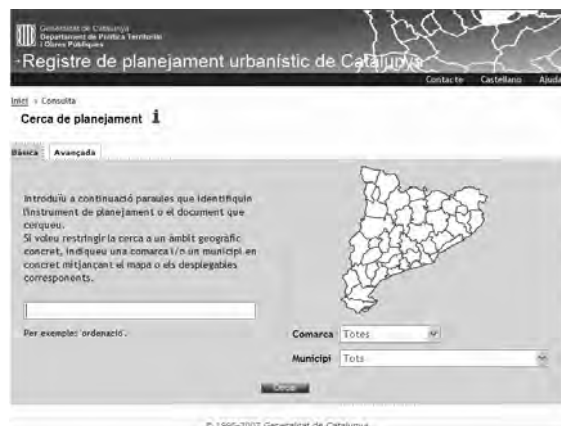 Generalitat de Catalunya
Departament de Política Territorial
i Obres Públiques
Registre de planejament urbanístic de Catalunya
Contacte Castellano Ajuda
Inici > Consulta
Cerca de planejament i
Bàsica Avançada
Introduïu a continuació paraules que identifiquin
l'instrument de planejament o el document que
cerqueu.
Si voleu restringir la cerca a un àmbit geogràfic
concret, indiqueu una comarca i/o un municipi en
concret mitjançant el mapa o els desplegables
corresponents.
Per exemple: ordenació.
Comarca Totes
Municipi Tots
Cercar
© 1995-2007 Generalitat de Catalunya